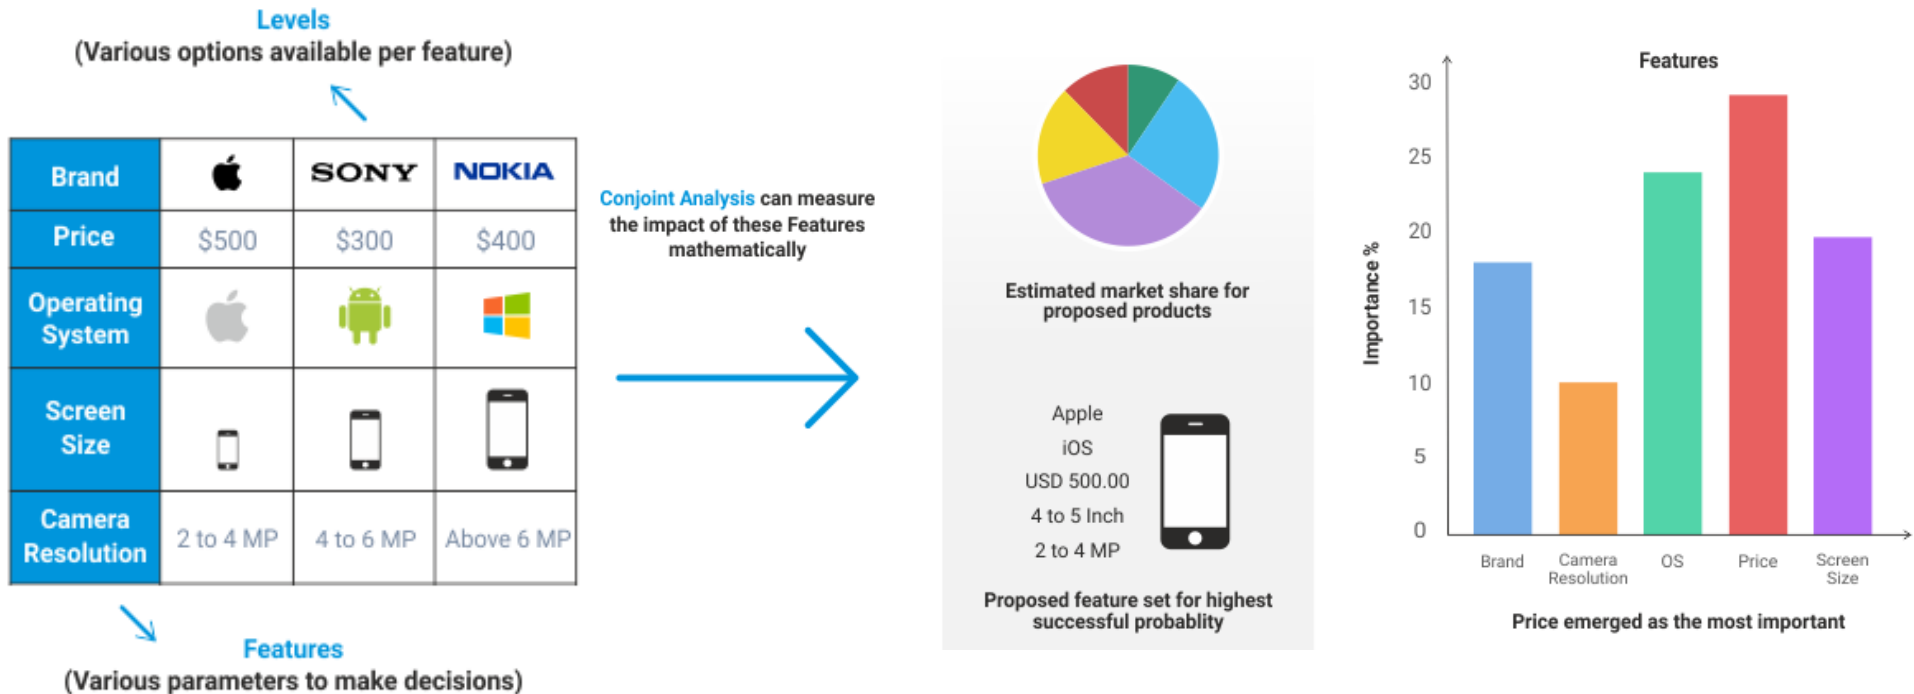 Levels
(Various options available per feature)
Brand
SONY
NOKIA
Price
$500
$300
$400
Operating
System
Screen
Size
Camera
Resolution
2 to 4 MP
4 to 6 MP
Above 6 MP
Features
(Various parameters to make decisions)
Conjoint Analysis can measure
the impact of these Features
mathematically
Estimated market share for
proposed products
Apple
iOS
USD 500.00
4 to 5 Inch
2 to 4 MP
Proposed feature set for highest
successful probablity
Features
Importance %
30
25
20
15
10
5
0
Brand
Camera
Resolution
OS
Price
Screen
Size
Price emerged as the most important